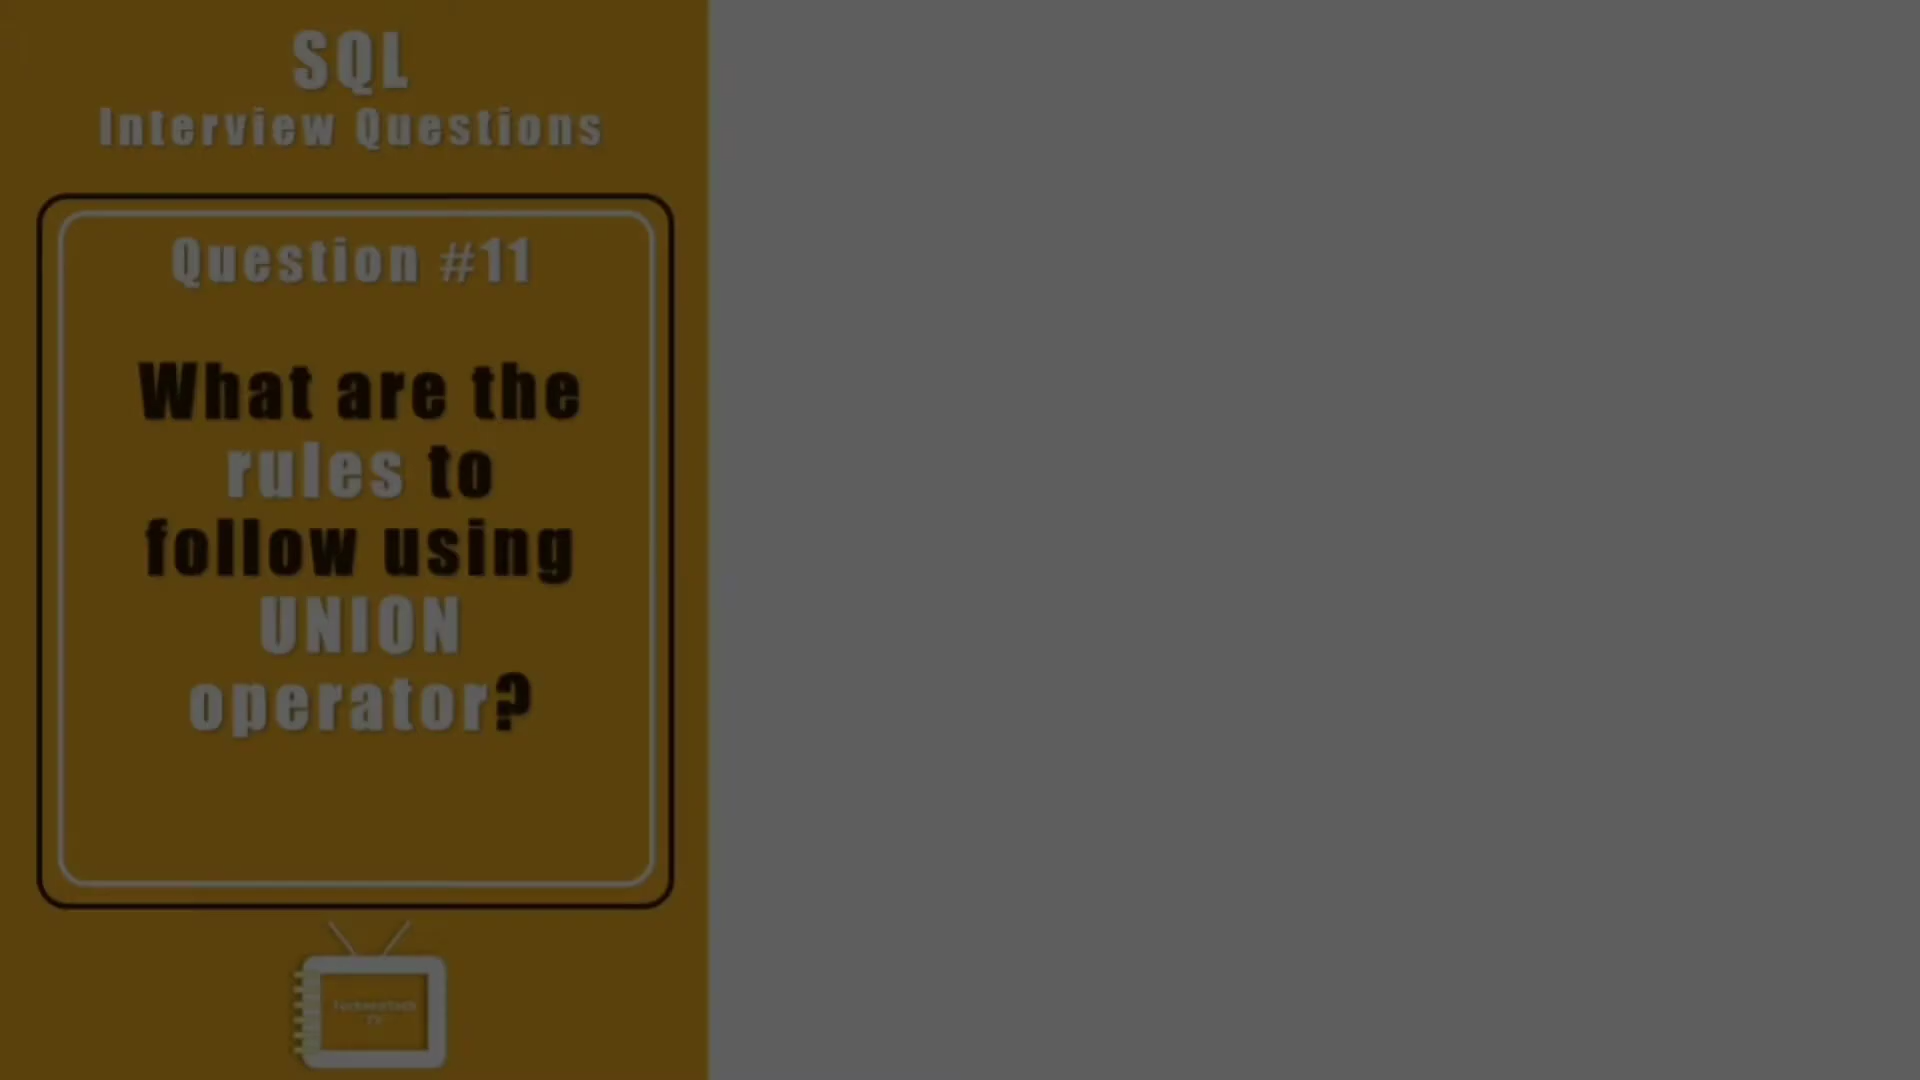 SQL
Interview Questions
Question #11
What are the
rules to
follow using
UNION
operator?